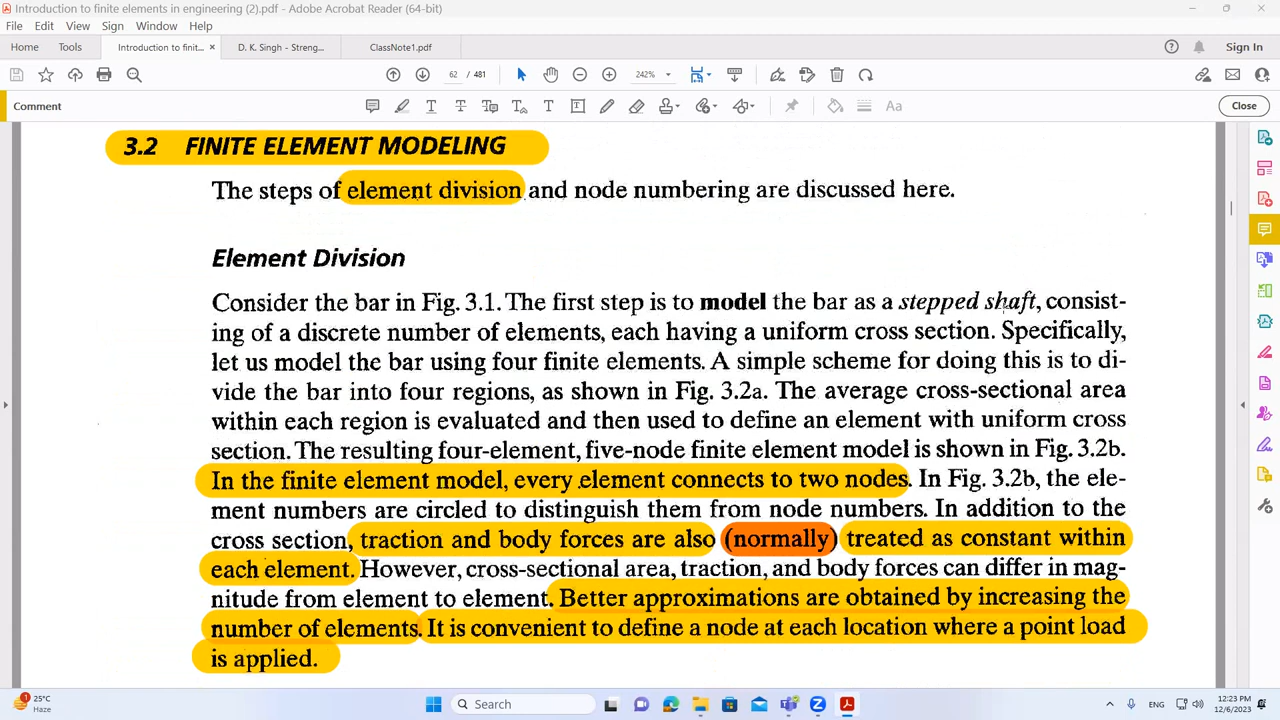 Introduction to finite elements in engineering (2).pdf - Adobe Acrobat Reader (64-bit)
File Edit View Sign Window Help
Home Tools Introduction to finit... × D. K. Singh - Streng... ClassNote1.pdf Sign In
62 / 481 242%
Comment Aa Close
3.2 FINITE ELEMENT MODELING
The steps of element division and node numbering are discussed here.
Element Division
Consider the bar in Fig. 3.1. The first step is to model the bar as a stepped shaft, consist-
ing of a discrete number of elements, each having a uniform cross section. Specifically,
let us model the bar using four finite elements. A simple scheme for doing this is to di-
vide the bar into four regions, as shown in Fig. 3.2a. The average cross-sectional area
within each region is evaluated and then used to define an element with uniform cross
section. The resulting four-element, five-node finite element model is shown in Fig. 3.2b.
In the finite element model, every element connects to two nodes. In Fig. 3.2b, the ele-
ment numbers are circled to distinguish them from node numbers. In addition to the
cross section, traction and body forces are also (normally) treated as constant within
each element. However, cross-sectional area, traction, and body forces can differ in mag-
nitude from element to element. Better approximations are obtained by increasing the
number of elements. It is convenient to define a node at each location where a point load
is applied.
1 25°C
Haze
Search
ENG
12:23 PM
12/6/2023